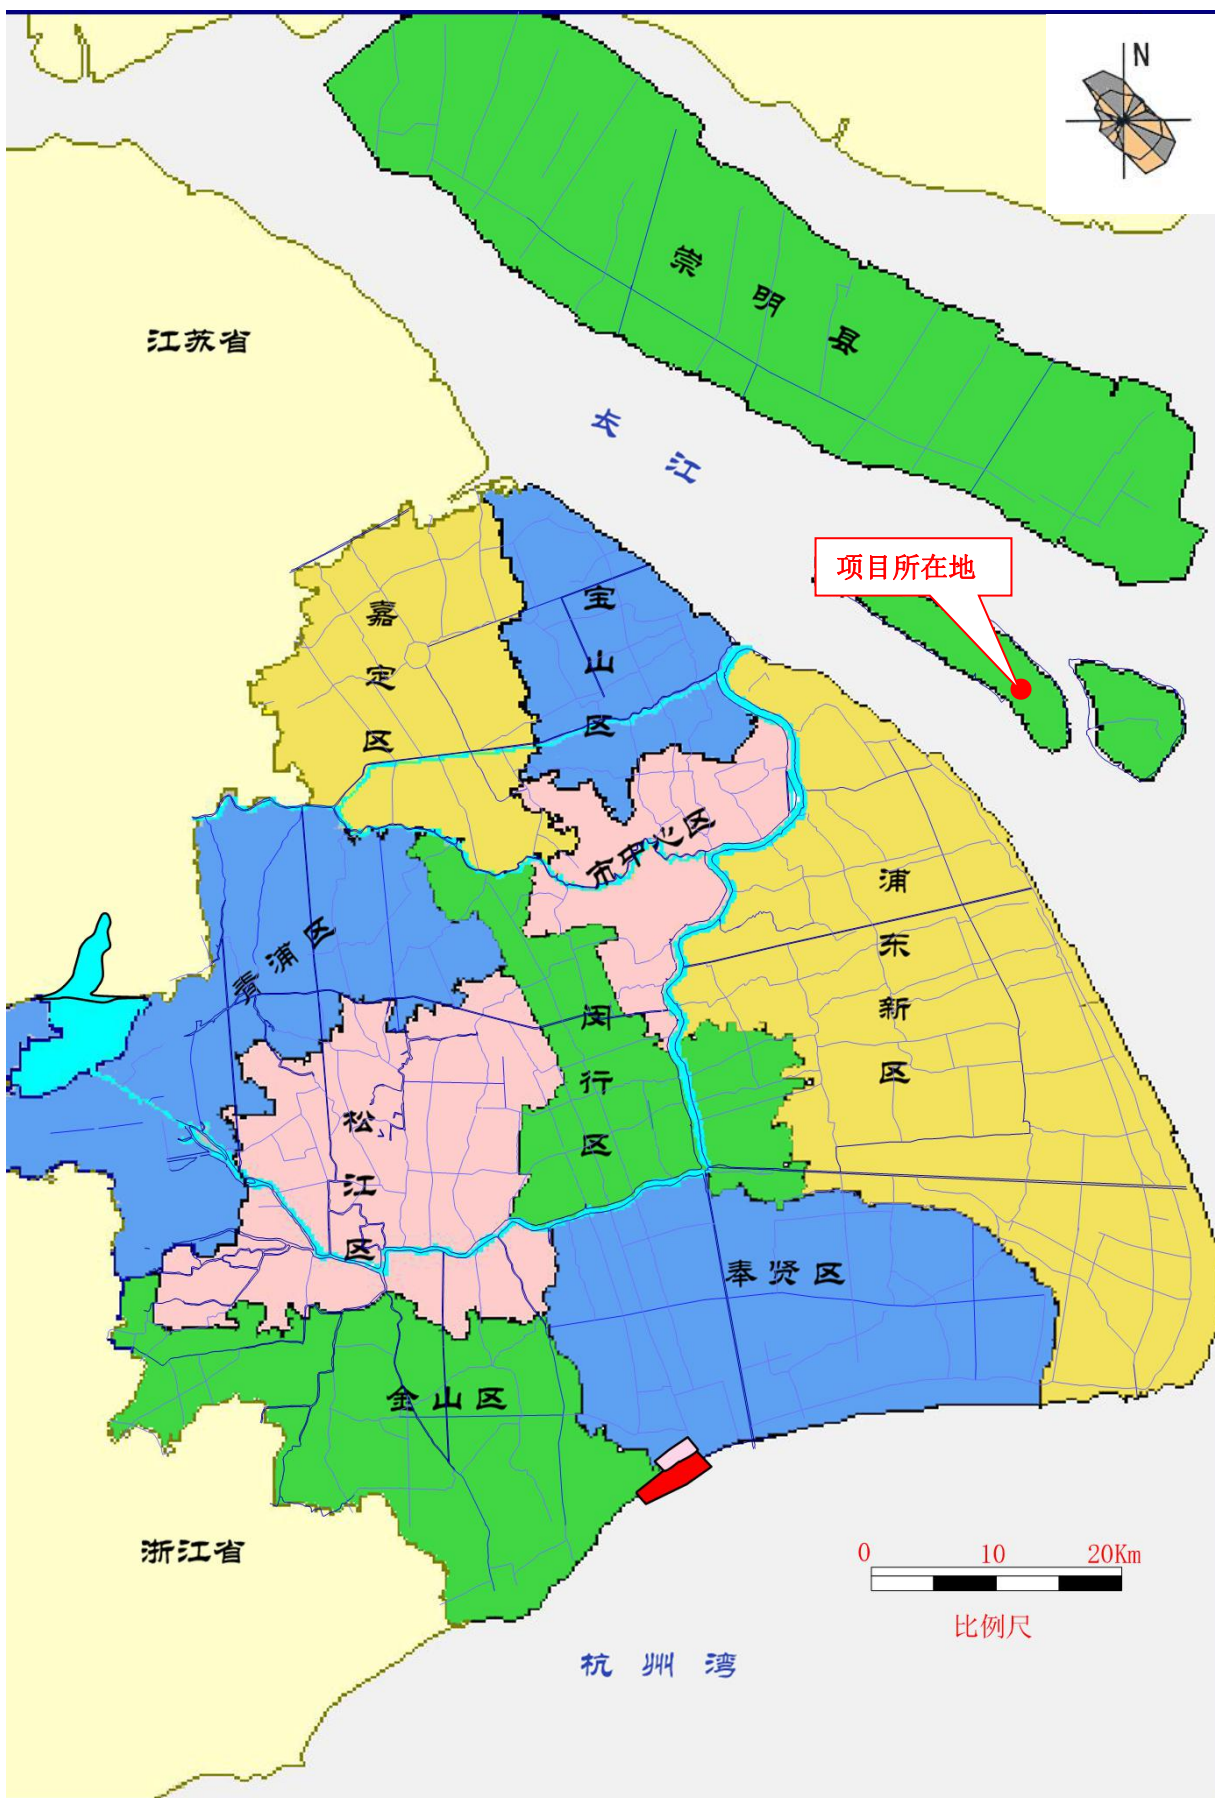 N
崇明县
江苏省
长江
项目所在地
嘉定区
宝山区
市中心区
浦东新区
青浦区
闵行区
松江区
奉贤区
金山区
浙江省
0 10 20Km
比例尺
杭州湾